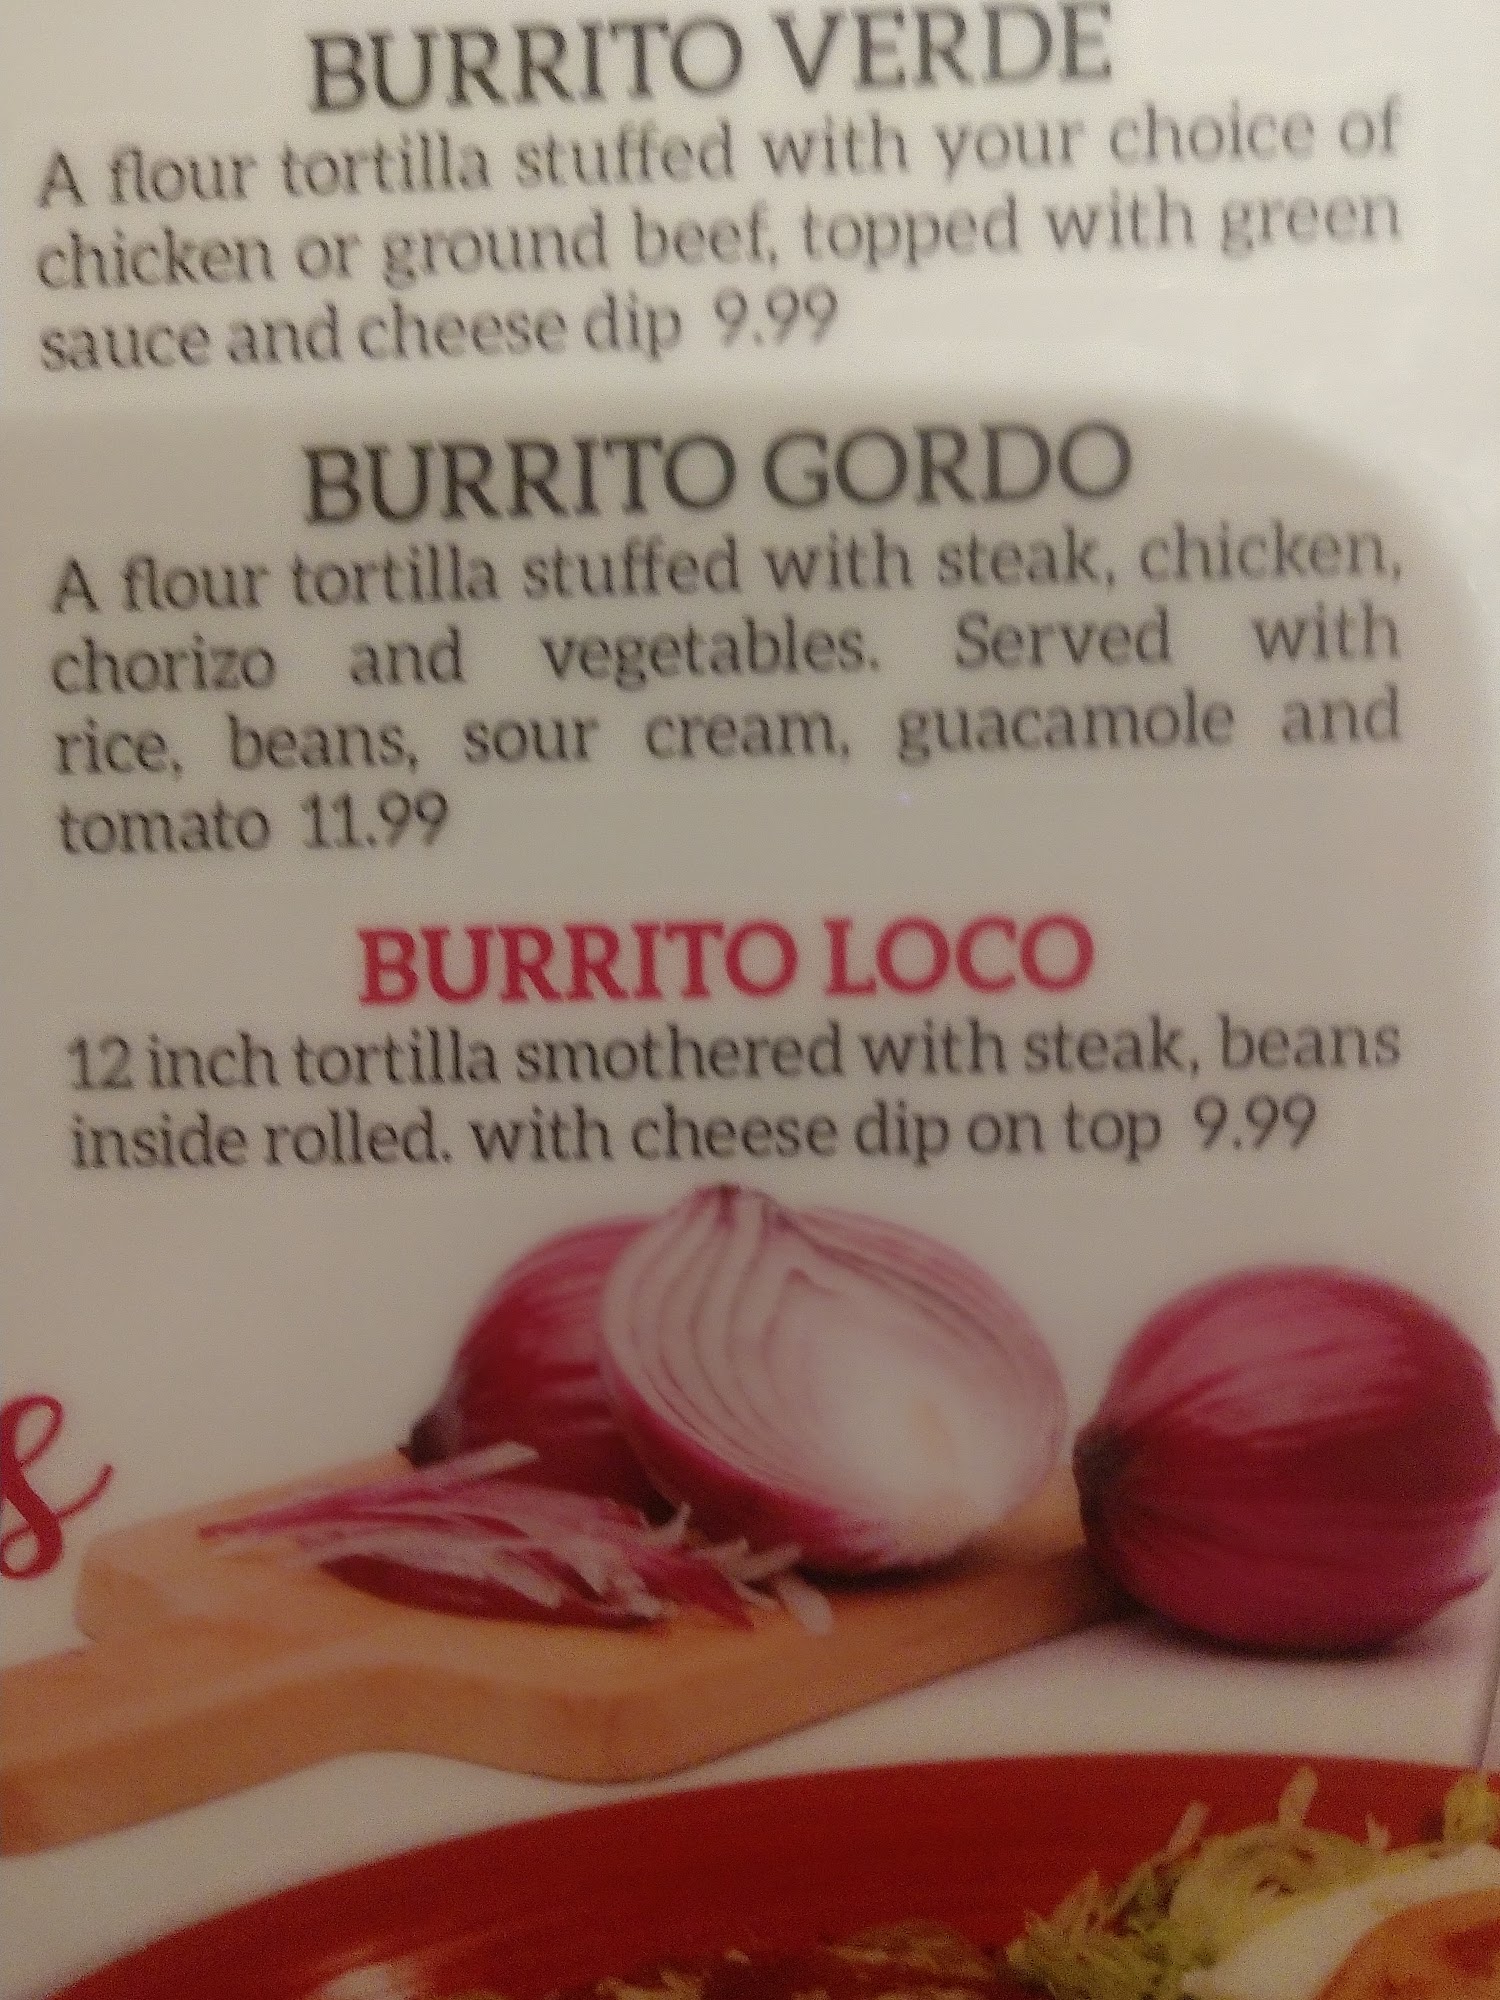 BURRITO VERDE
A flour tortilla stuffed with your choice of
chicken or ground beef, topped with green
sauce and cheese dip 9.99
BURRITO GORDO
A flour tortilla stuffed with steak, chicken,
chorizo and vegetables. Served with
rice, beans, sour cream, guacamole and
tomato 11.99
BURRITO LOCO
12 inch tortilla smothered with steak, beans
inside rolled. with cheese dip on top 9.99
s